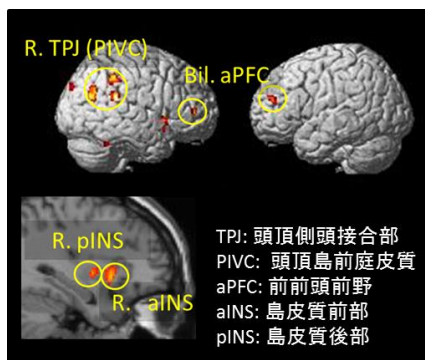 R. TPJ (PIVC)
Bil. aPFC
R. pINS
R. aINS
TPJ: 頭頂側頭接合部
PIVC: 頭頂島前庭皮質
aPFC: 前前頭前野
aINS: 島皮質前部
pINS: 島皮質後部